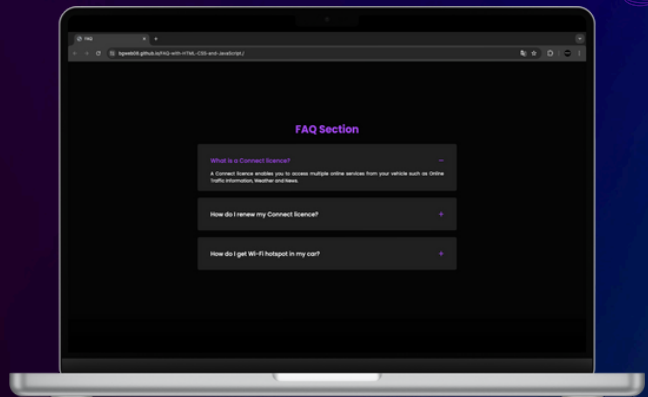 FAQ
bgweb09.github.io/FAQ-with-HTML-CSS-and-JavaScript/
FAQ Section
What is a Connect licence?
A Connect licence enables you to access multiple online services from your vehicle such as Online
Traffic Information, Weather and News.
How do I renew my Connect licence?
How do I get Wi-Fi hotspot in my car?